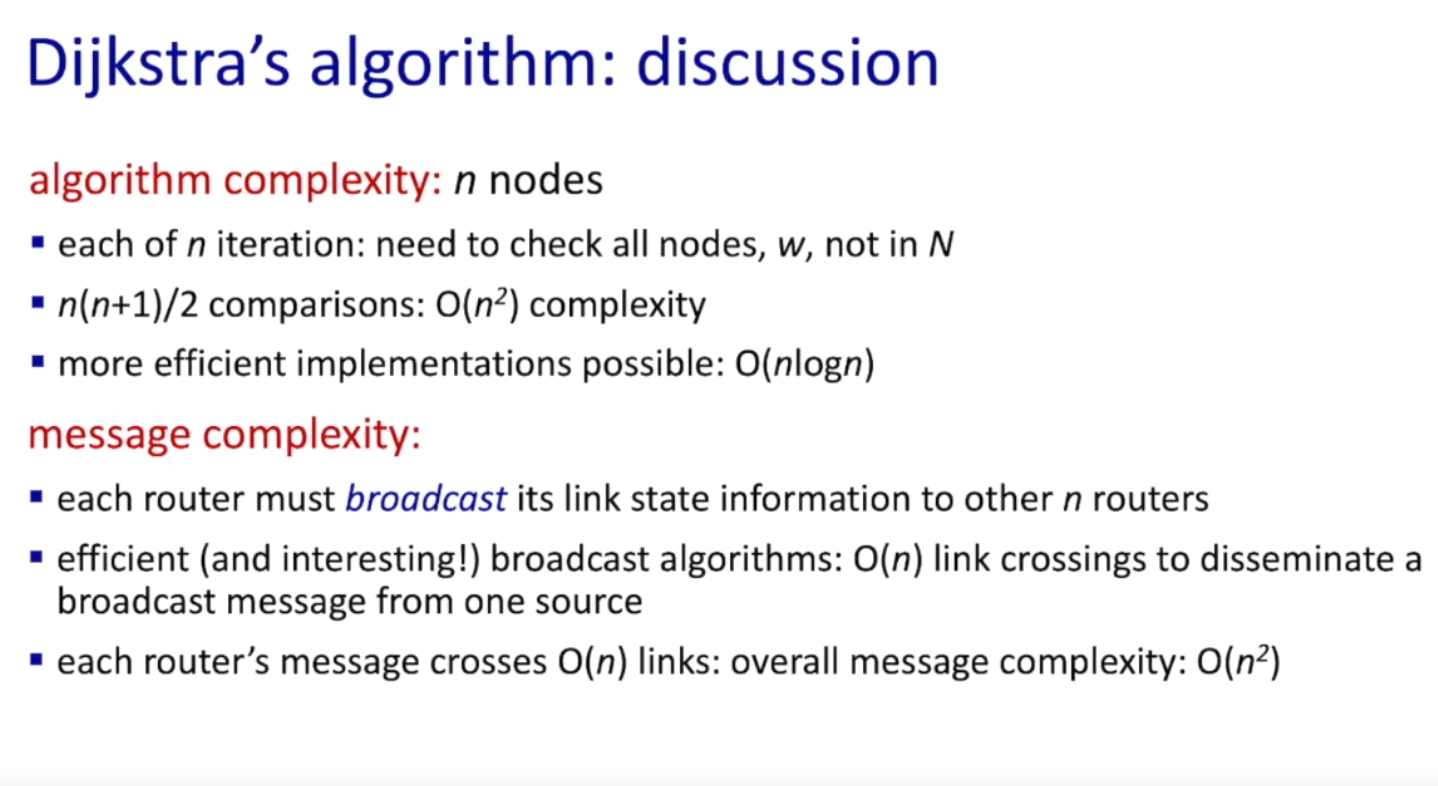 Dijkstra's algorithm: discussion
algorithm complexity: n nodes
▪ each of n iteration: need to check all nodes, w, not in N
▪ n(n+1)/2 comparisons: O(n²) complexity
▪ more efficient implementations possible: O(nlogn)
message complexity:
▪ each router must broadcast its link state information to other n routers
▪ efficient (and interesting!) broadcast algorithms: O(n) link crossings to disseminate a
broadcast message from one source
▪ each router's message crosses O(n) links: overall message complexity: O(n²)